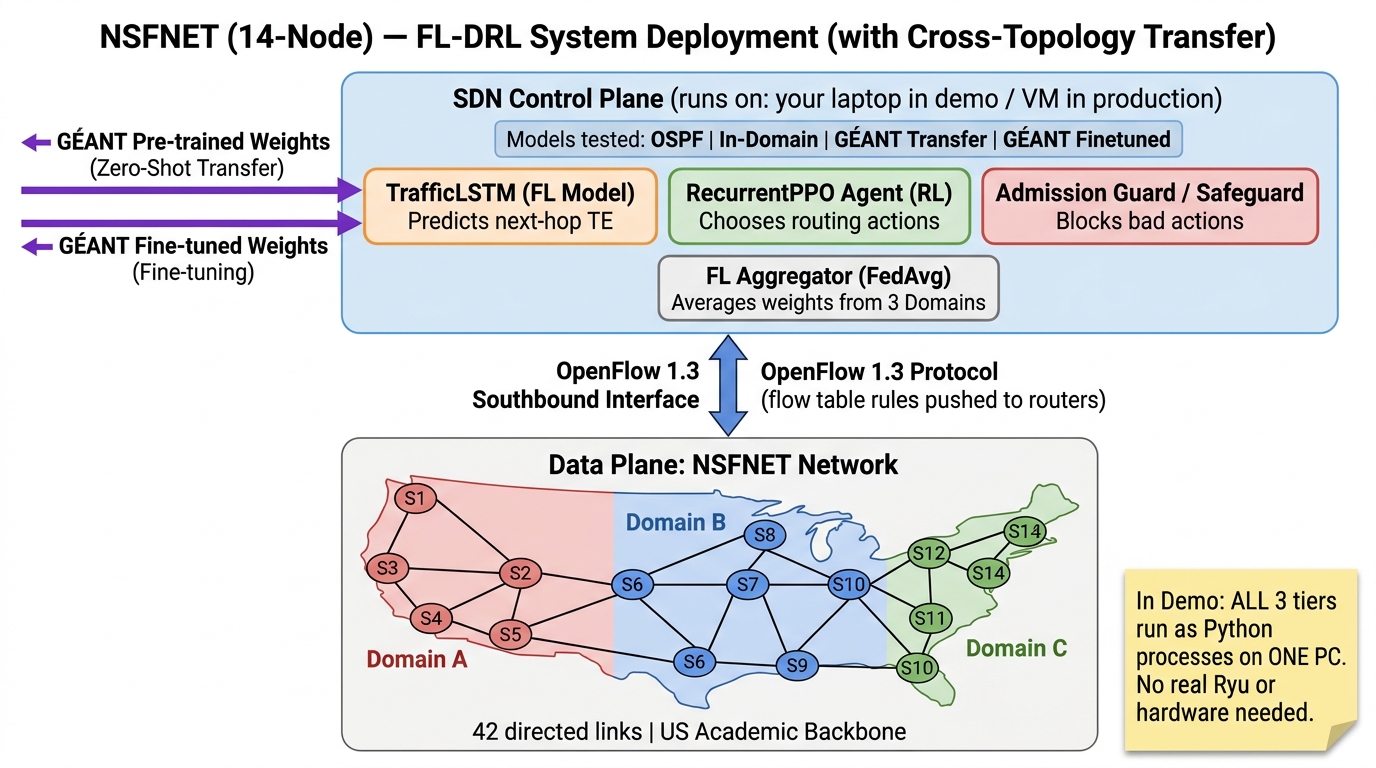 NSFNET (14-Node) — FL-DRL System Deployment (with Cross-Topology Transfer)
SDN Control Plane (runs on: your laptop in demo / VM in production)
Models tested: OSPF | In-Domain | GÉANT Transfer | GÉANT Finetuned
GÉANT Pre-trained Weights
(Zero-Shot Transfer)
GÉANT Fine-tuned Weights
(Fine-tuning)
TrafficLSTM (FL Model)
Predicts next-hop TE
RecurrentPPO Agent (RL)
Chooses routing actions
Admission Guard / Safeguard
Blocks bad actions
FL Aggregator (FedAvg)
Averages weights from 3 Domains
OpenFlow 1.3
Southbound Interface
OpenFlow 1.3 Protocol
(flow table rules pushed to routers)
Data Plane: NSFNET Network
S1
S3
S2
S4
S5
Domain A
Domain B
S8
S6
S7
S10
S6
S9
S12
S14
S14
S11
S10
Domain C
42 directed links | US Academic Backbone
In Demo: ALL 3 tiers
run as Python
processes on ONE PC.
No real Ryu or
hardware needed.